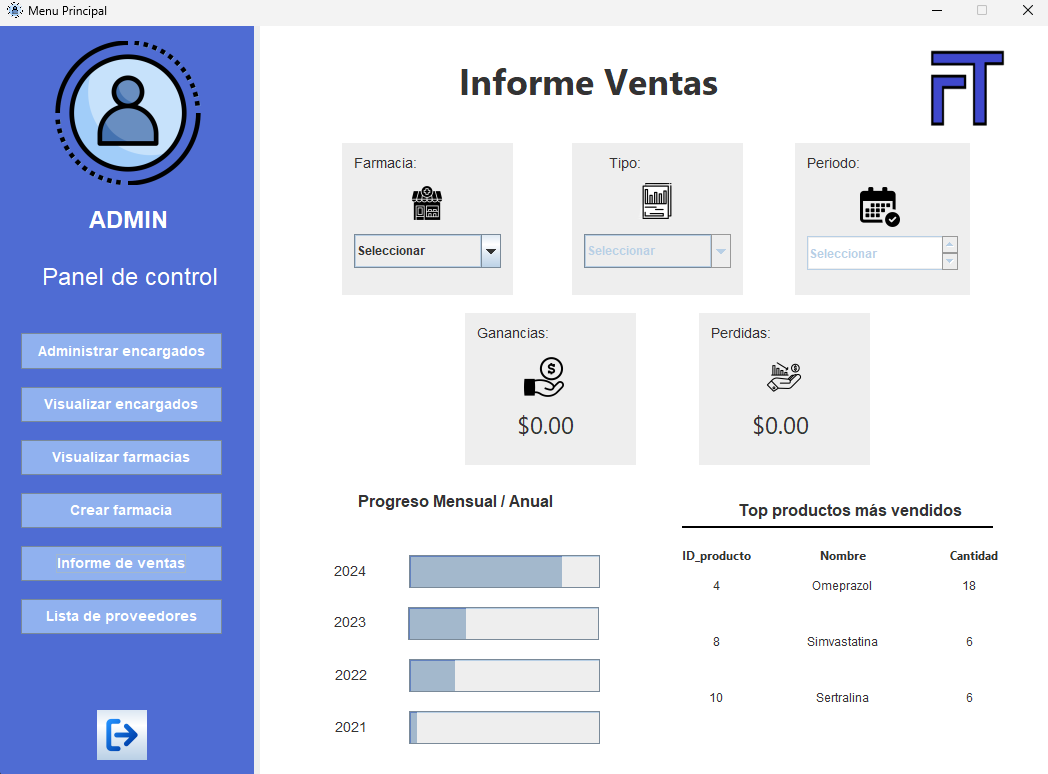 Menu Principal
Informe Ventas
FT
ADMIN
Panel de control
Administrar encargados
Visualizar encargados
Visualizar farmacias
Crear farmacia
Informe de ventas
Lista de proveedores
Farmacia:
Seleccionar
Tipo:
Seleccionar
Periodo:
Seleccionar
Ganancias:
$0.00
Perdidas:
$0.00
Progreso Mensual / Anual
2024
2023
2022
2021
Top productos más vendidos
ID_producto Nombre Cantidad
4 Omeprazol 18
8 Simvastatina 6
10 Sertralina 6